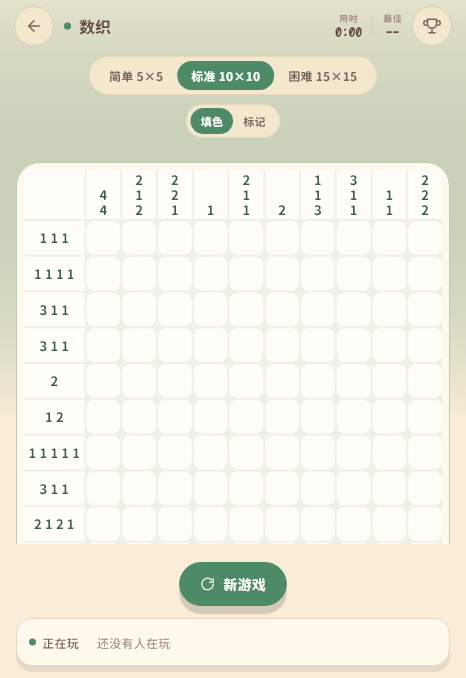 数织
用时 0:00
最佳 --
简单 5×5 标准 10×10 困难 15×15
填色 标记
2 2 2 1 3 2
4 1 2 1 1 1 1 2
4 2 1 1 1 2 3 1 1 2
1 1 1
1 1 1 1
3 1 1
3 1 1
2
1 2
1 1 1 1 1
3 1 1
2 1 2 1
新游戏
正在玩 还没有人在玩